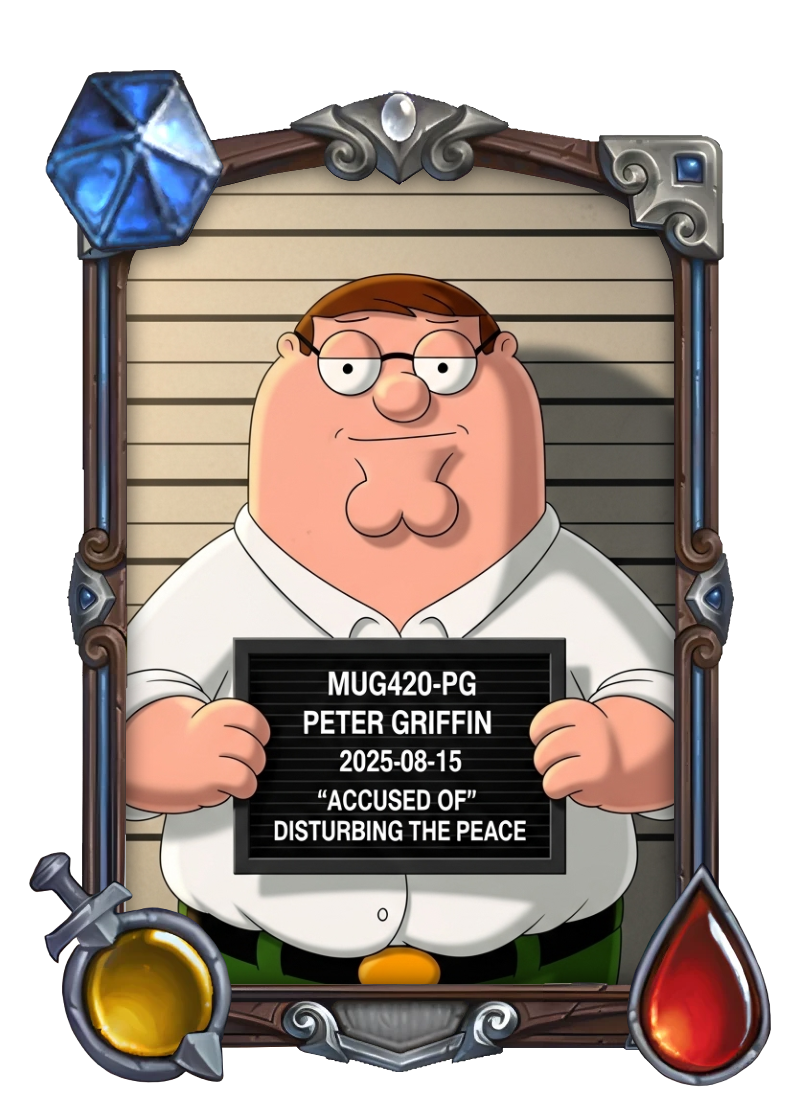 MUG420-PG
PETER GRIFFIN
2025-08-15
“ACCUSED OF”
DISTURBING THE PEACE